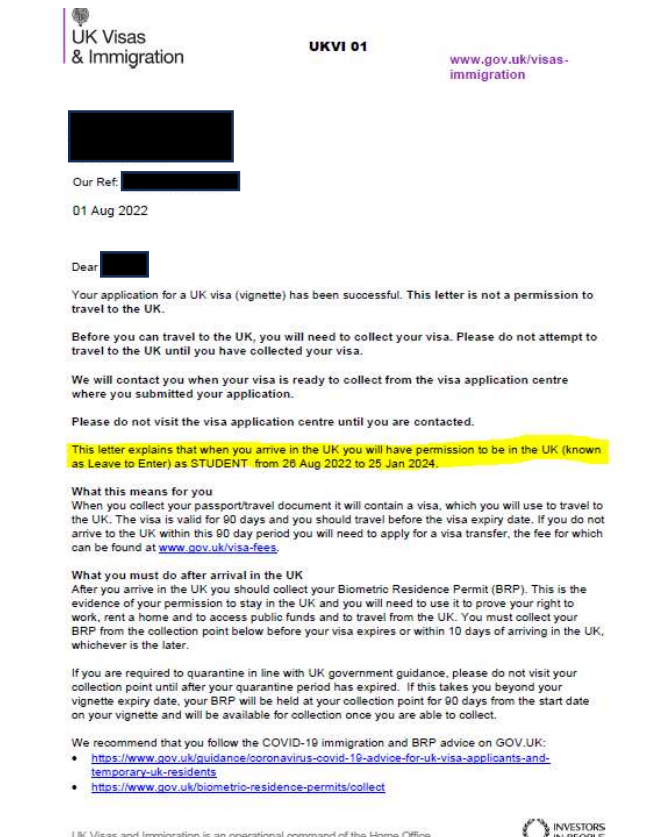 UK Visas
& Immigration
UKVI 01
www.gov.uk/visas-
immigration
Our Ref:
01 Aug 2022
Dear
Your application for a UK visa (vignette) has been successful. This letter is not a permission to
travel to the UK.
Before you can travel to the UK, you will need to collect your visa. Please do not attempt to
travel to the UK until you have collected your visa.
We will contact you when your visa is ready to collect from the visa application centre
where you submitted your application.
Please do not visit the visa application centre until you are contacted.
This letter explains that when you arrive in the UK you will have permission to be in the UK (known
as Leave to Enter) as STUDENT from 26 Aug 2022 to 25 Jan 2024.
What this means for you
When you collect your passport/travel document it will contain a visa, which you will use to travel to
the UK. The visa is valid for 90 days and you should travel before the visa expiry date. If you do not
arrive to the UK within this 90 day period you will need to apply for a visa transfer, the fee for which
can be found at www.gov.uk/visa-fees.
What you must do after arrival in the UK
After you arrive in the UK you should collect your Biometric Residence Permit (BRP). This is the
evidence of your permission to stay in the UK and you will need to use it to prove your right to
work, rent a home and to access public funds and to travel from the UK. You must collect your
BRP from the collection point below before your visa expires or within 10 days of arriving in the UK,
whichever is the later.
If you are required to quarantine in line with UK government guidance, please do not visit your
collection point until after your quarantine period has expired. If this takes you beyond your
vignette expiry date, your BRP will be held at your collection point for 90 days from the start date
on your vignette and will be available for collection once you are able to collect.
We recommend that you follow the COVID-19 immigration and BRP advice on GOV.UK:
• https://www.gov.uk/guidance/coronavirus-covid-19-advice-for-uk-visa-applicants-and-
temporary-uk-residents
• https://www.gov.uk/biometric-residence-permits/collect
UK Visas and Immigration is an operational command of the Home Office
INVESTORS
IN PEOPLE